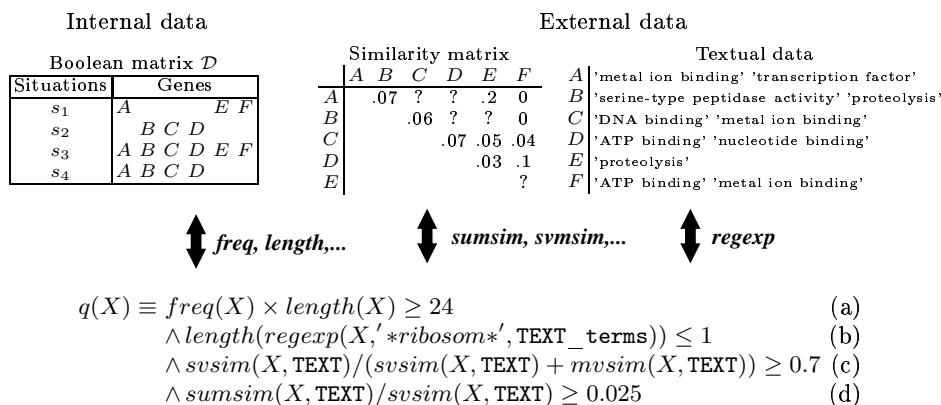 Internal data
External data
Boolean matrix D
Situations Genes
s1 A E F
s2 B C D
s3 A B C D E F
s4 A B C D
Similarity matrix
A B C D E F
A .07 ? ? .2 0
B .06 ? ? 0
C .07 .05 .04
D .03 .1
E ?
Textual data
A 'metal ion binding' 'transcription factor'
B 'serine-type peptidase activity' 'proteolysis'
C 'DNA binding' 'metal ion binding'
D 'ATP binding' 'nucleotide binding'
E 'proteolysis'
F 'ATP binding' 'metal ion binding'
freq, length,...
sumsim, svmsim,...
regexp
q(X) ≡ freq(X) × length(X) ≥ 24 (a)
∧ length(regexp(X,' *ribosom*', TEXT_terms)) ≤ 1 (b)
∧ svsim(X, TEXT)/(svsim(X, TEXT) + mvsim(X, TEXT)) ≥ 0.7 (c)
∧ sumsim(X, TEXT)/svsim(X, TEXT) ≥ 0.025 (d)